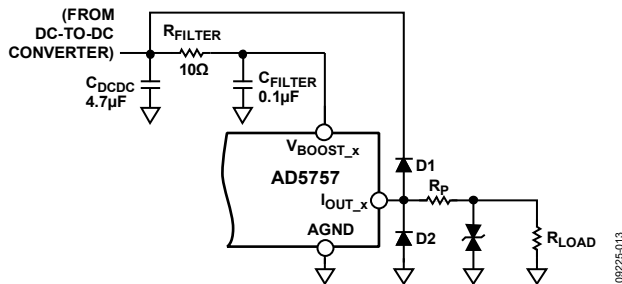 (FROM
DC-TO-DC
CONVERTER)
RFILTER
10Ω
CDCDC
4.7µF
CFILTER
0.1µF
VBOOST_x
AD5757
IOUT_x
AGND
D1
RP
D2
RLOAD
09225-013